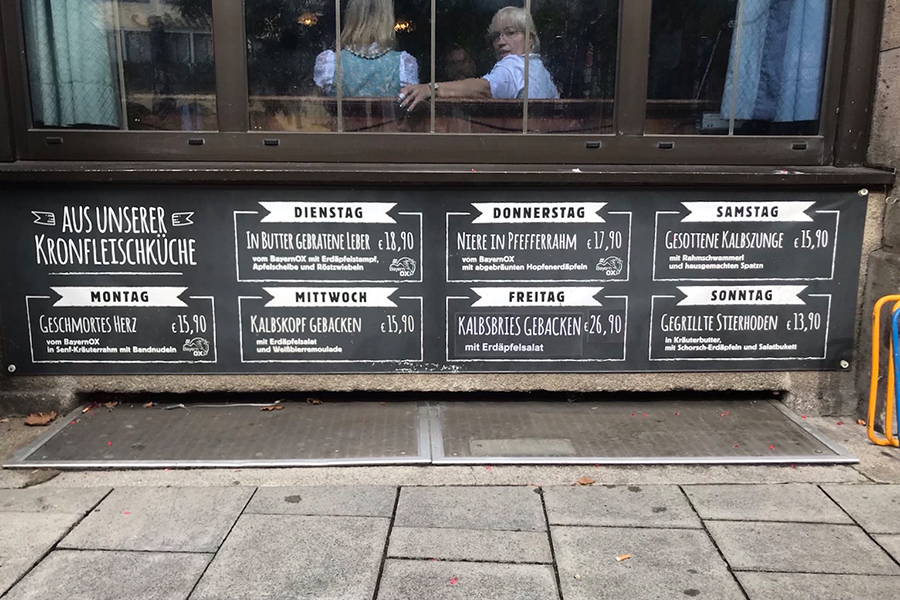 AUS UNSERER
KRONFLEISCHKÜCHE
MONTAG
GESCHMORTES HERZ € 15,90
vom BayernOX
in Senf-Kräuterrahm mit Bandnudeln
BayernOX
DIENSTAG
IN BUTTER GEBRATENE LEBER € 18,90
vom BayernOX mit Erdäpfelstampf,
Apfelscheibe und Röstzwiebeln
BayernOX
MITTWOCH
KALBSKOPF GEBACKEN € 15,90
mit Erdäpfelsalat
und Weißbierremoulade
DONNERSTAG
NIERE IN PFEFFERRAHM € 17,90
vom BayernOX
mit abgebräunten Hopfenerdäpfeln
BayernOX
FREITAG
KALBSBRIES GEBACKEN € 26,90
mit Erdäpfelsalat
SAMSTAG
GESOTTENE KALBSZUNGE € 15,90
mit Rahmschwammerl
und hausgemachten Spatzn
SONNTAG
GEGRILLTE STIERHODEN € 13,90
in Kräuterbutter,
mit Schorsch-Erdäpfeln und Salatbukett